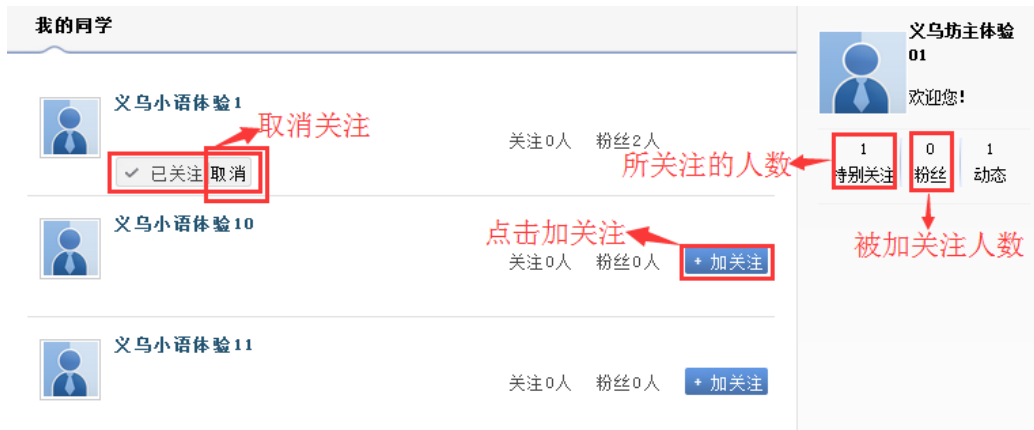 我的同学
义乌小语体验1
取消关注
关注0人 粉丝2人
✓ 已关注 取消
义乌小语体验10
点击加关注
关注0人 粉丝0人 + 加关注
义乌小语体验11
关注0人 粉丝0人 + 加关注
义乌坊主体验
01
欢迎您!
所关注的人数
1 0 1
特别关注 粉丝 动态
被加关注人数